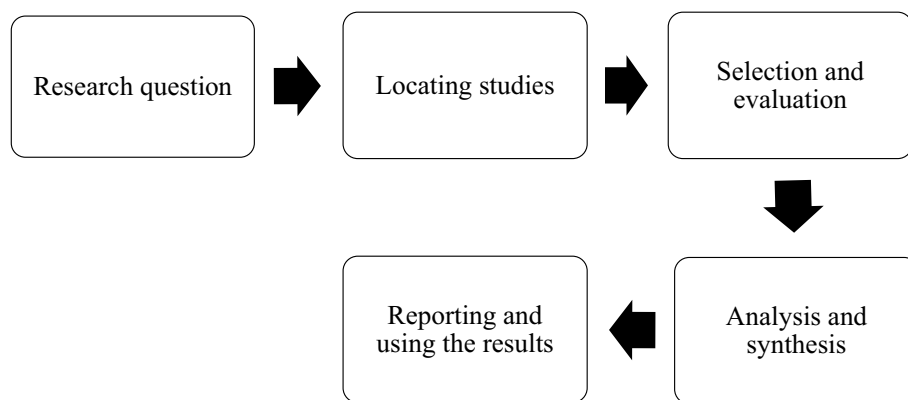 Research question
Locating studies
Selection and
evaluation
Analysis and
synthesis
Reporting and
using the results